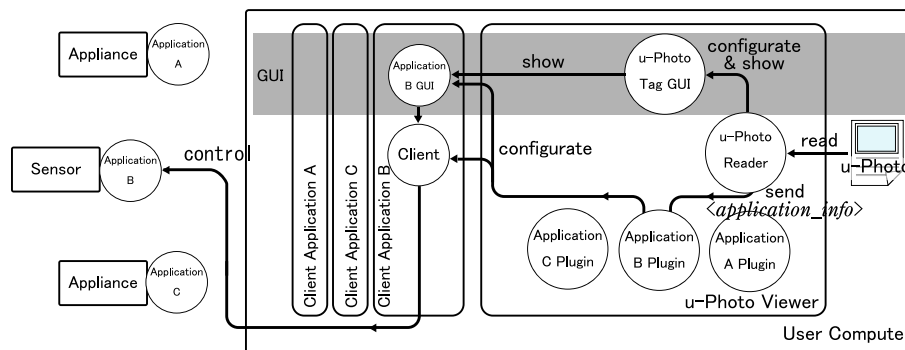 Appliance
Application
A
GUI
Application
B GUI
show
u-Photo
Tag GUI
configurate
& show
Sensor
Application
B
control
Client
configurate
u-Photo
Reader
read
u-Photo
send
<application_info>
Client Application A
Client Application C
Client Application B
Appliance
Application
C
Application
C Plugin
Application
B Plugin
Application
A Plugin
u-Photo Viewer
User Compute